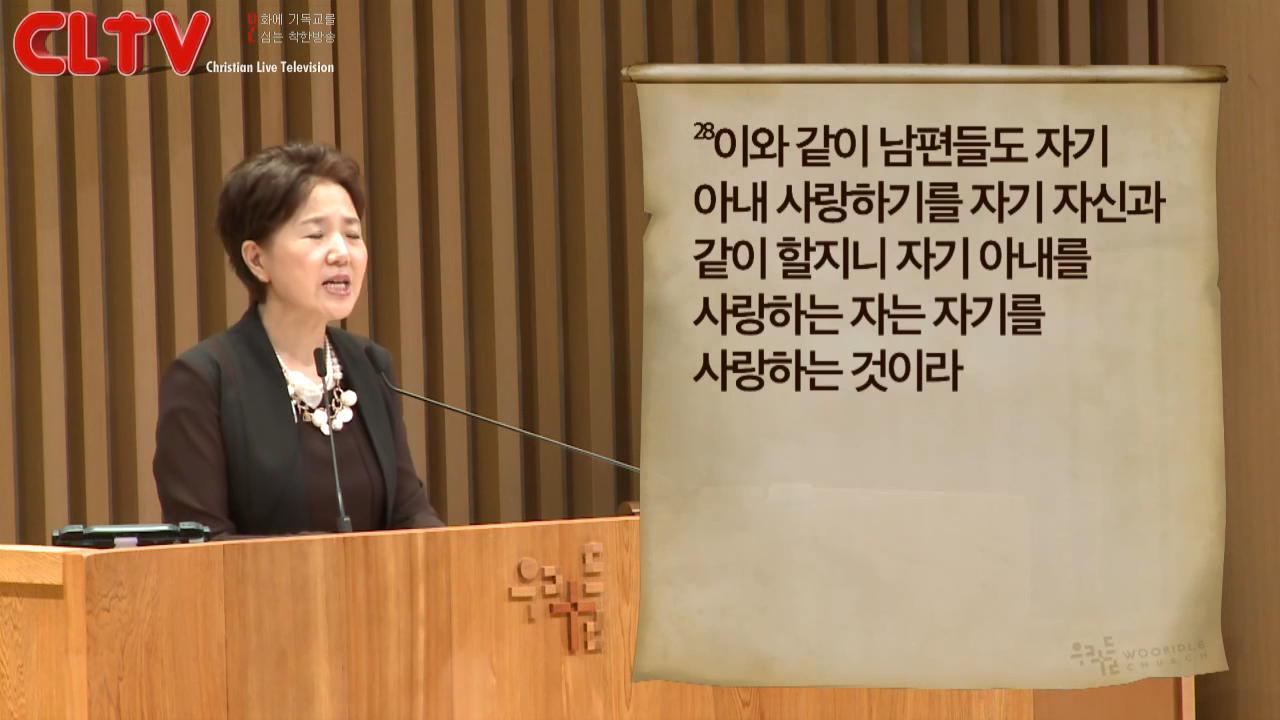 CLTV
문화에 기독교를
심는 착한방송
Christian Live Television
28이와 같이 남편들도 자기
아내 사랑하기를 자기 자신과
같이 할지니 자기 아내를
사랑하는 자는 자기를
사랑하는 것이라
우리들
우리들
WOORIDLE
CHURCH